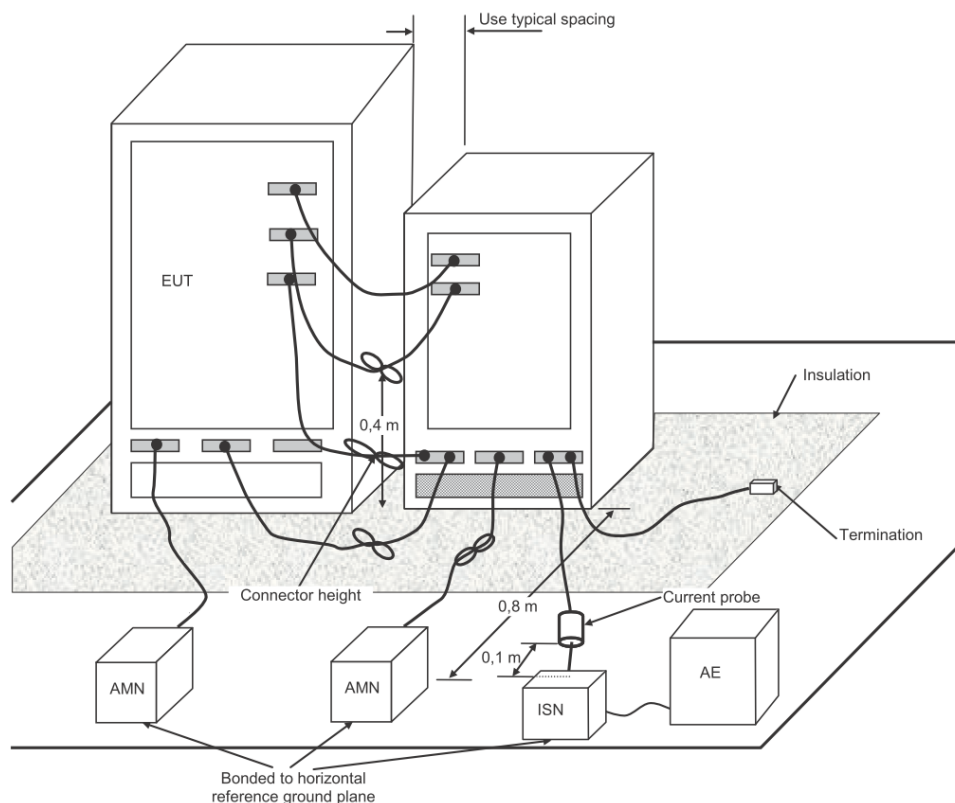 Use typical spacing
EUT
Insulation
0,4 m
Termination
Connector height
0,8 m
Current probe
0,1 m
AMN
AMN
ISN
AE
Bonded to horizontal
reference ground plane